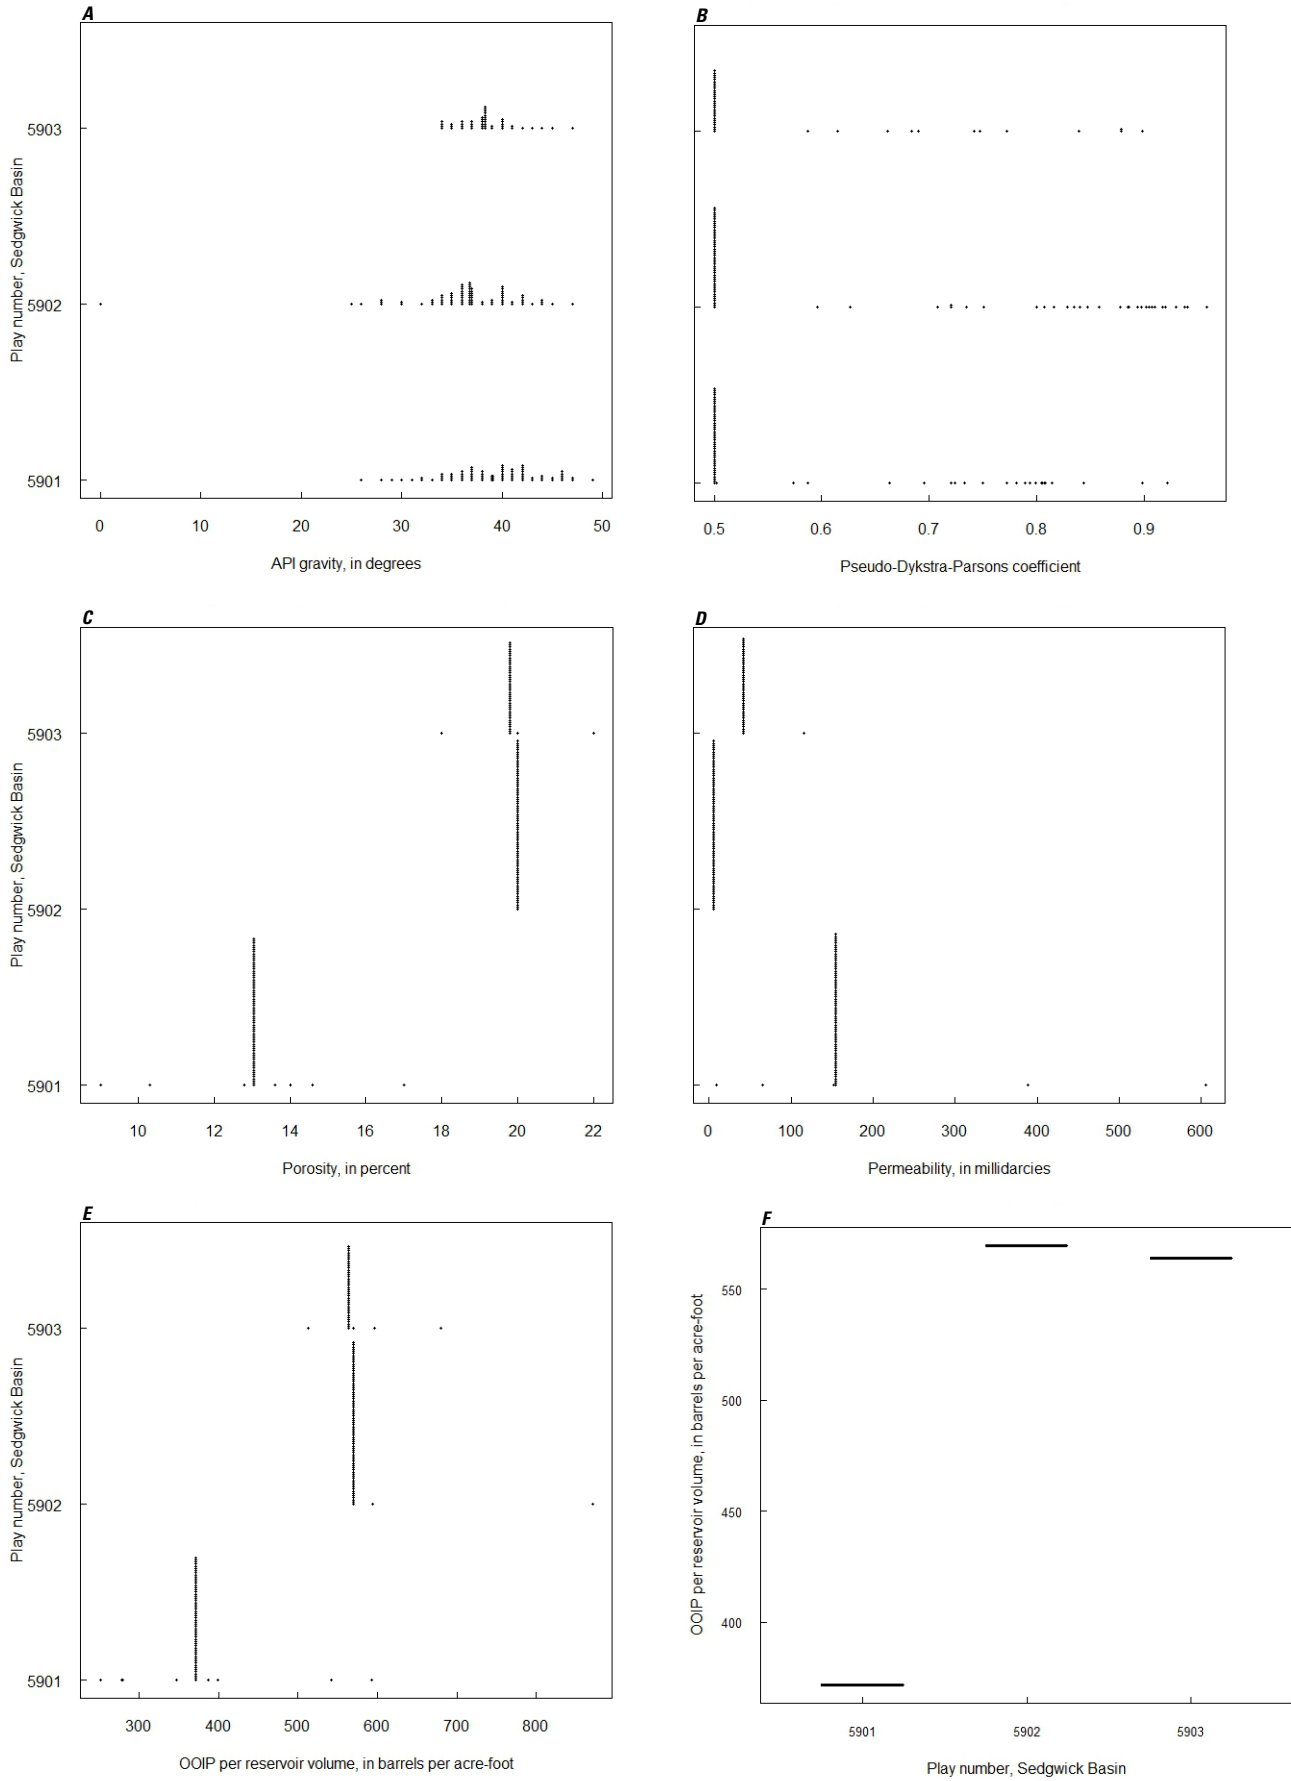 A
Play number, Sedgwick Basin
5903
5902
5901
0 10 20 30 40 50
API gravity, in degrees
B
0.5 0.6 0.7 0.8 0.9
Pseudo-Dykstra-Parsons coefficient
C
Play number, Sedgwick Basin
5903
5902
5901
10 12 14 16 18 20 22
Porosity, in percent
D
0 100 200 300 400 500 600
Permeability, in millidarcies
E
Play number, Sedgwick Basin
5903
5902
5901
300 400 500 600 700 800
OOIP per reservoir volume, in barrels per acre-foot
F
OOIP per reservoir volume, in barrels per acre-foot
550
500
450
400
5901 5902 5903
Play number, Sedgwick Basin